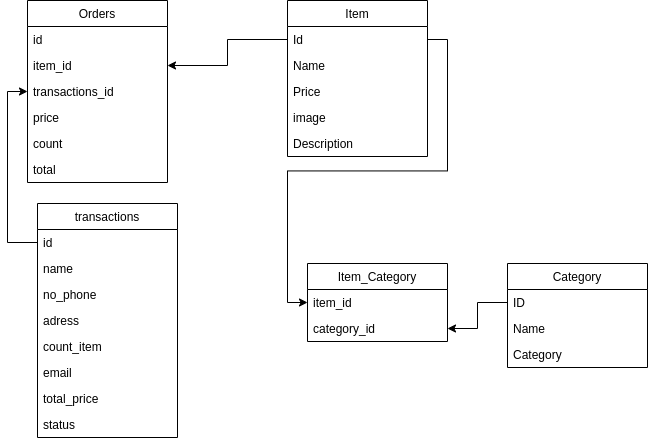 Orders
id
item_id
transactions_id
price
count
total
Item
Id
Name
Price
image
Description
transactions
id
name
no_phone
adress
count_item
email
total_price
status
Item_Category
item_id
category_id
Category
ID
Name
Category